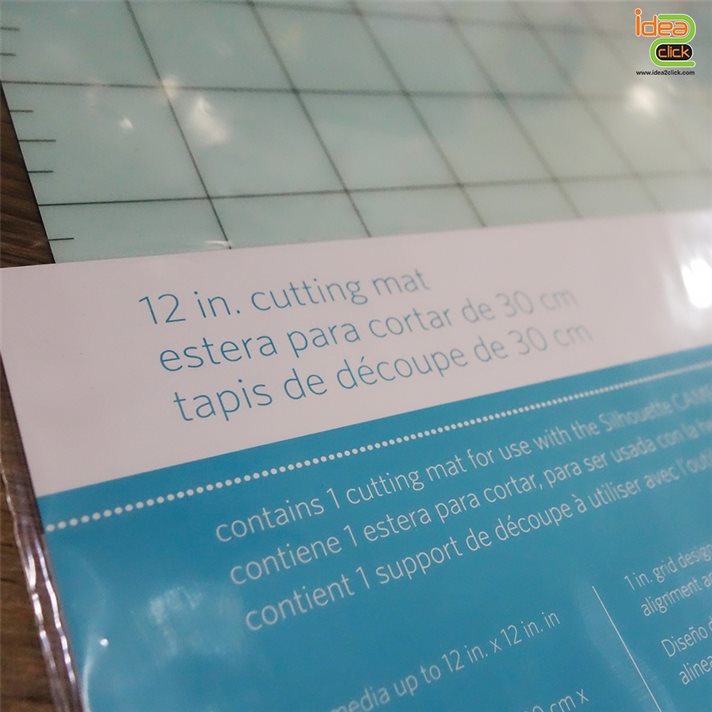 idea
2
click
www.idea2click.com
12 in. cutting mat
estera para cortar de 30 cm
tapis de découpe de 30 cm
contains 1 cutting mat for use with the Silhouette
contiene 1 estera para cortar, para ser usada con la
contient 1 support de découpe à utiliser avec
1 in. grid
alignment
Diseño
media up to 12 in. x 12 in. in
cm x